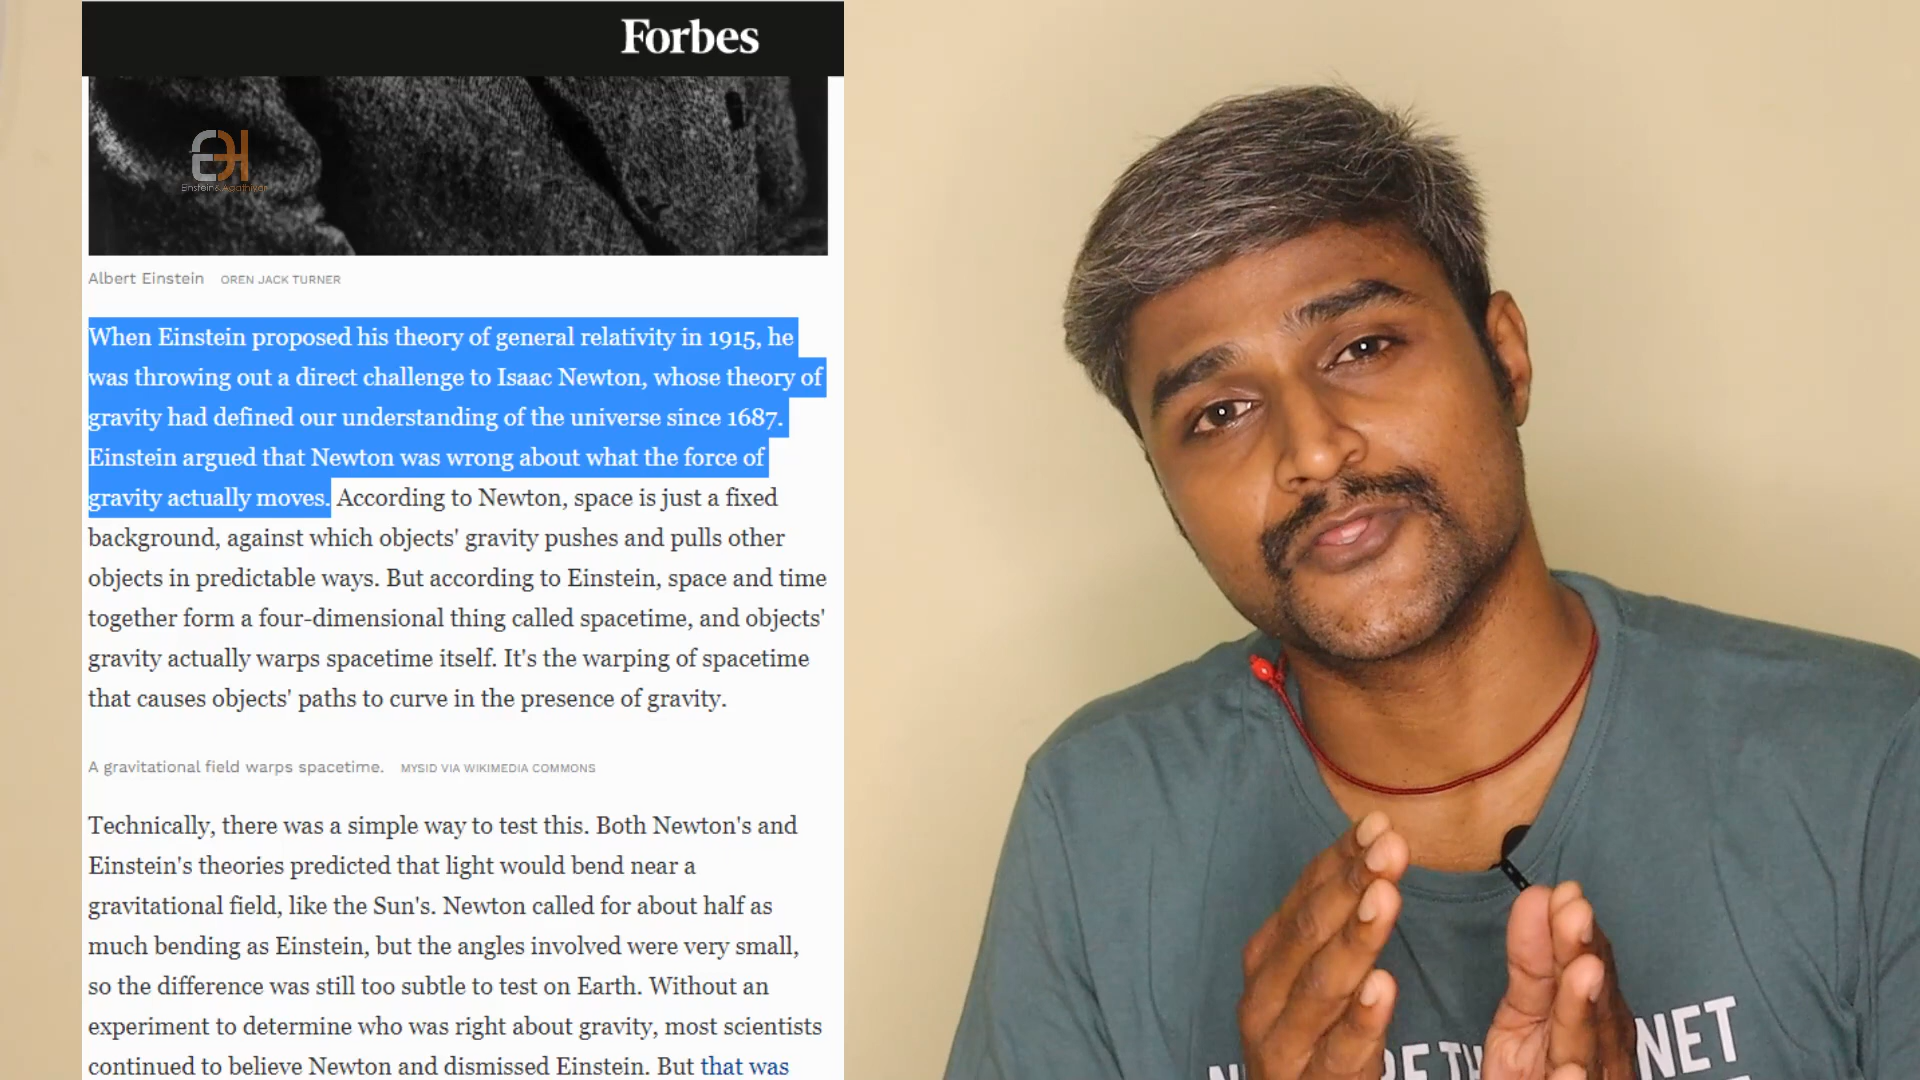 Forbes
Albert Einstein OREN JACK TURNER
When Einstein proposed his theory of general relativity in 1915, he
was throwing out a direct challenge to Isaac Newton, whose theory of
gravity had defined our understanding of the universe since 1687.
Einstein argued that Newton was wrong about what the force of
gravity actually moves. According to Newton, space is just a fixed
background, against which objects' gravity pushes and pulls other
objects in predictable ways. But according to Einstein, space and time
together form a four-dimensional thing called spacetime, and objects'
gravity actually warps spacetime itself. It's the warping of spacetime
that causes objects' paths to curve in the presence of gravity.
A gravitational field warps spacetime. MYSID VIA WIKIMEDIA COMMONS
Technically, there was a simple way to test this. Both Newton's and
Einstein's theories predicted that light would bend near a
gravitational field, like the Sun's. Newton called for about half as
much bending as Einstein, but the angles involved were very small,
so the difference was still too subtle to test on Earth. Without an
experiment to determine who was right about gravity, most scientists
continued to believe Newton and dismissed Einstein. But that was